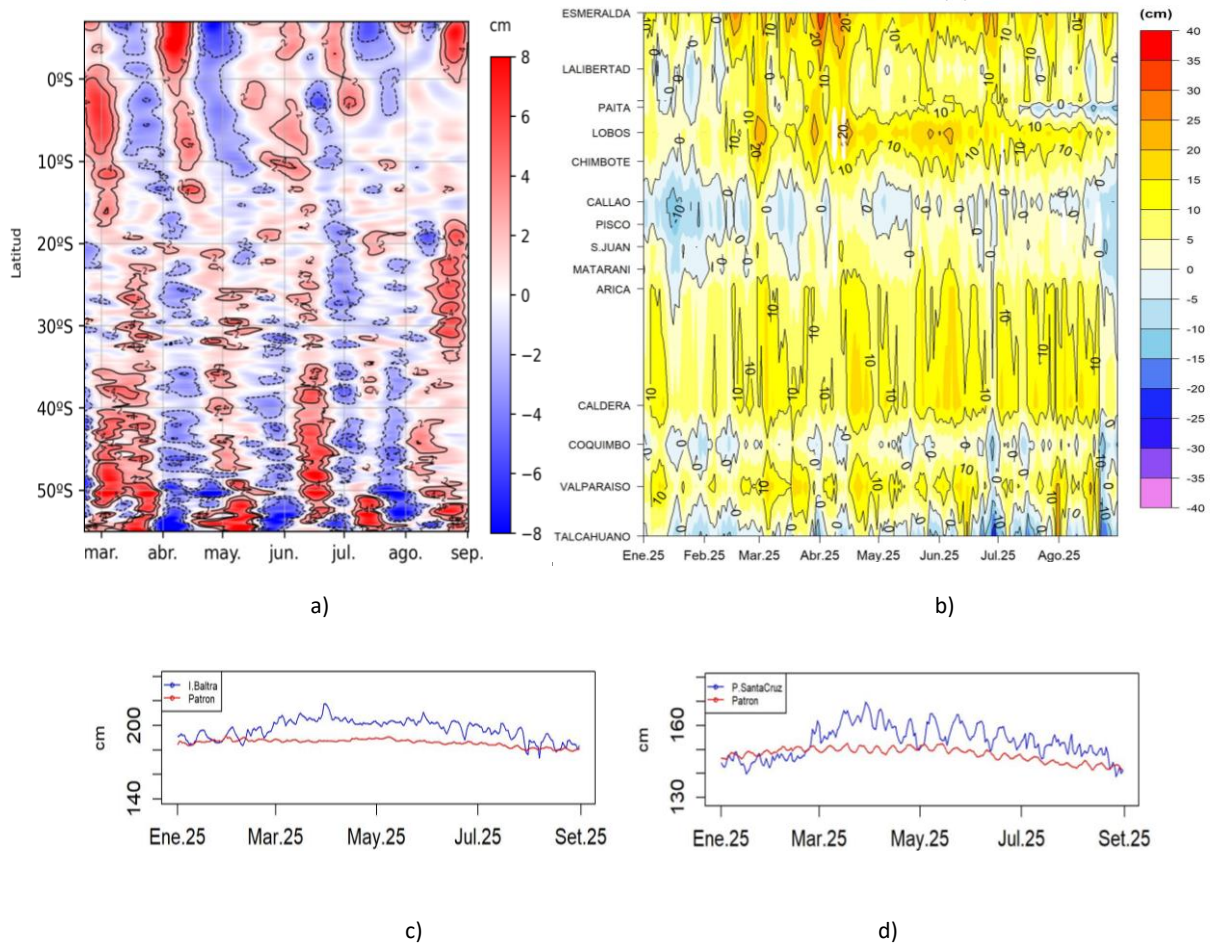 cm
8
6
4
2
0
−2
−4
−6
−8
Latitud
0ºS
10ºS
20ºS
30ºS
40ºS
50ºS
mar.
abr.
may.
jun.
jul.
ago.
sep.
a)
ESMERALDA
LALIBERTAD
PAITA
LOBOS
CHIMBOTE
CALLAO
PISCO
S.JUAN
MATARANI
ARICA
CALDERA
COQUIMBO
VALPARAISO
TALCAHUANO
Ene.25
Feb.25
Mar.25
Abr.25
May.25
Jun.25
Jul.25
Ago.25
(cm)
40
35
30
25
20
15
10
5
0
-5
-10
-15
-20
-25
-30
-35
-40
b)
I.Baltra
Patron
cm
200
140
Ene.25
Mar.25
May.25
Jul.25
Set.25
c)
P.SantaCruz
Patron
cm
160
130
Ene.25
Mar.25
May.25
Jul.25
Set.25
d)